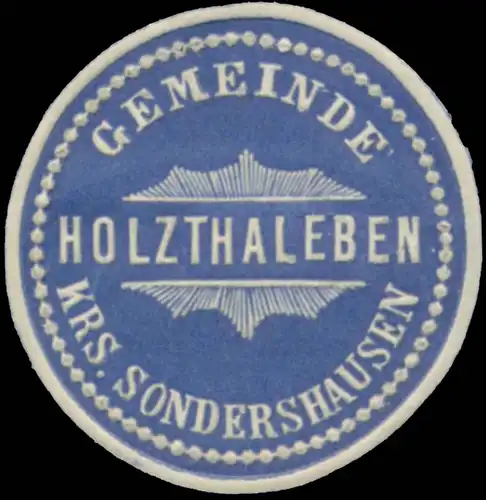 GEMEINDE
HOLZTHALEBEN
KRS. SONDERSHAUSEN